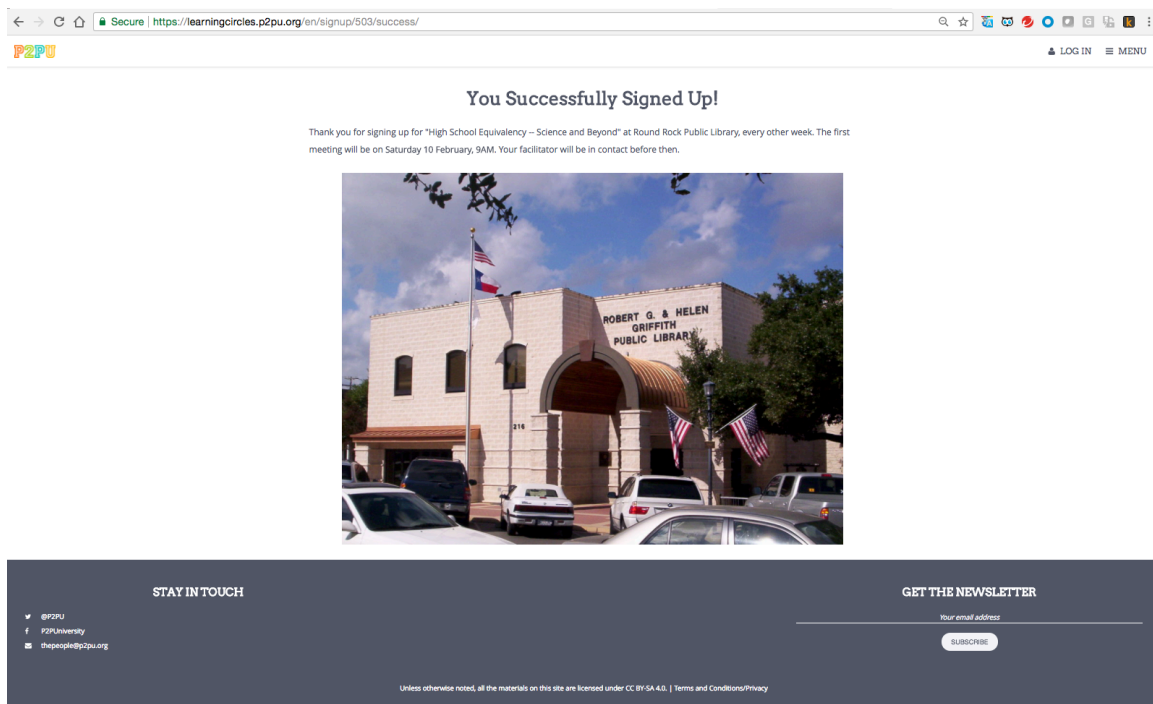 Secure | https://learningcircles.p2pu.org/en/signup/503/success/
P2PU
LOG IN
MENU
You Successfully Signed Up!
Thank you for signing up for "High School Equivalency -- Science and Beyond" at Round Rock Public Library, every other week. The first
meeting will be on Saturday 10 February, 9AM. Your facilitator will be in contact before then.
ROBERT G. & HELEN
GRIFFITH
PUBLIC LIBRARY
216
STAY IN TOUCH
@P2PU
P2PUniversity
thepeople@p2pu.org
GET THE NEWSLETTER
Your email address
SUBSCRIBE
Unless otherwise noted, all the materials on this site are licensed under CC BY-SA 4.0. | Terms and Conditions/Privacy